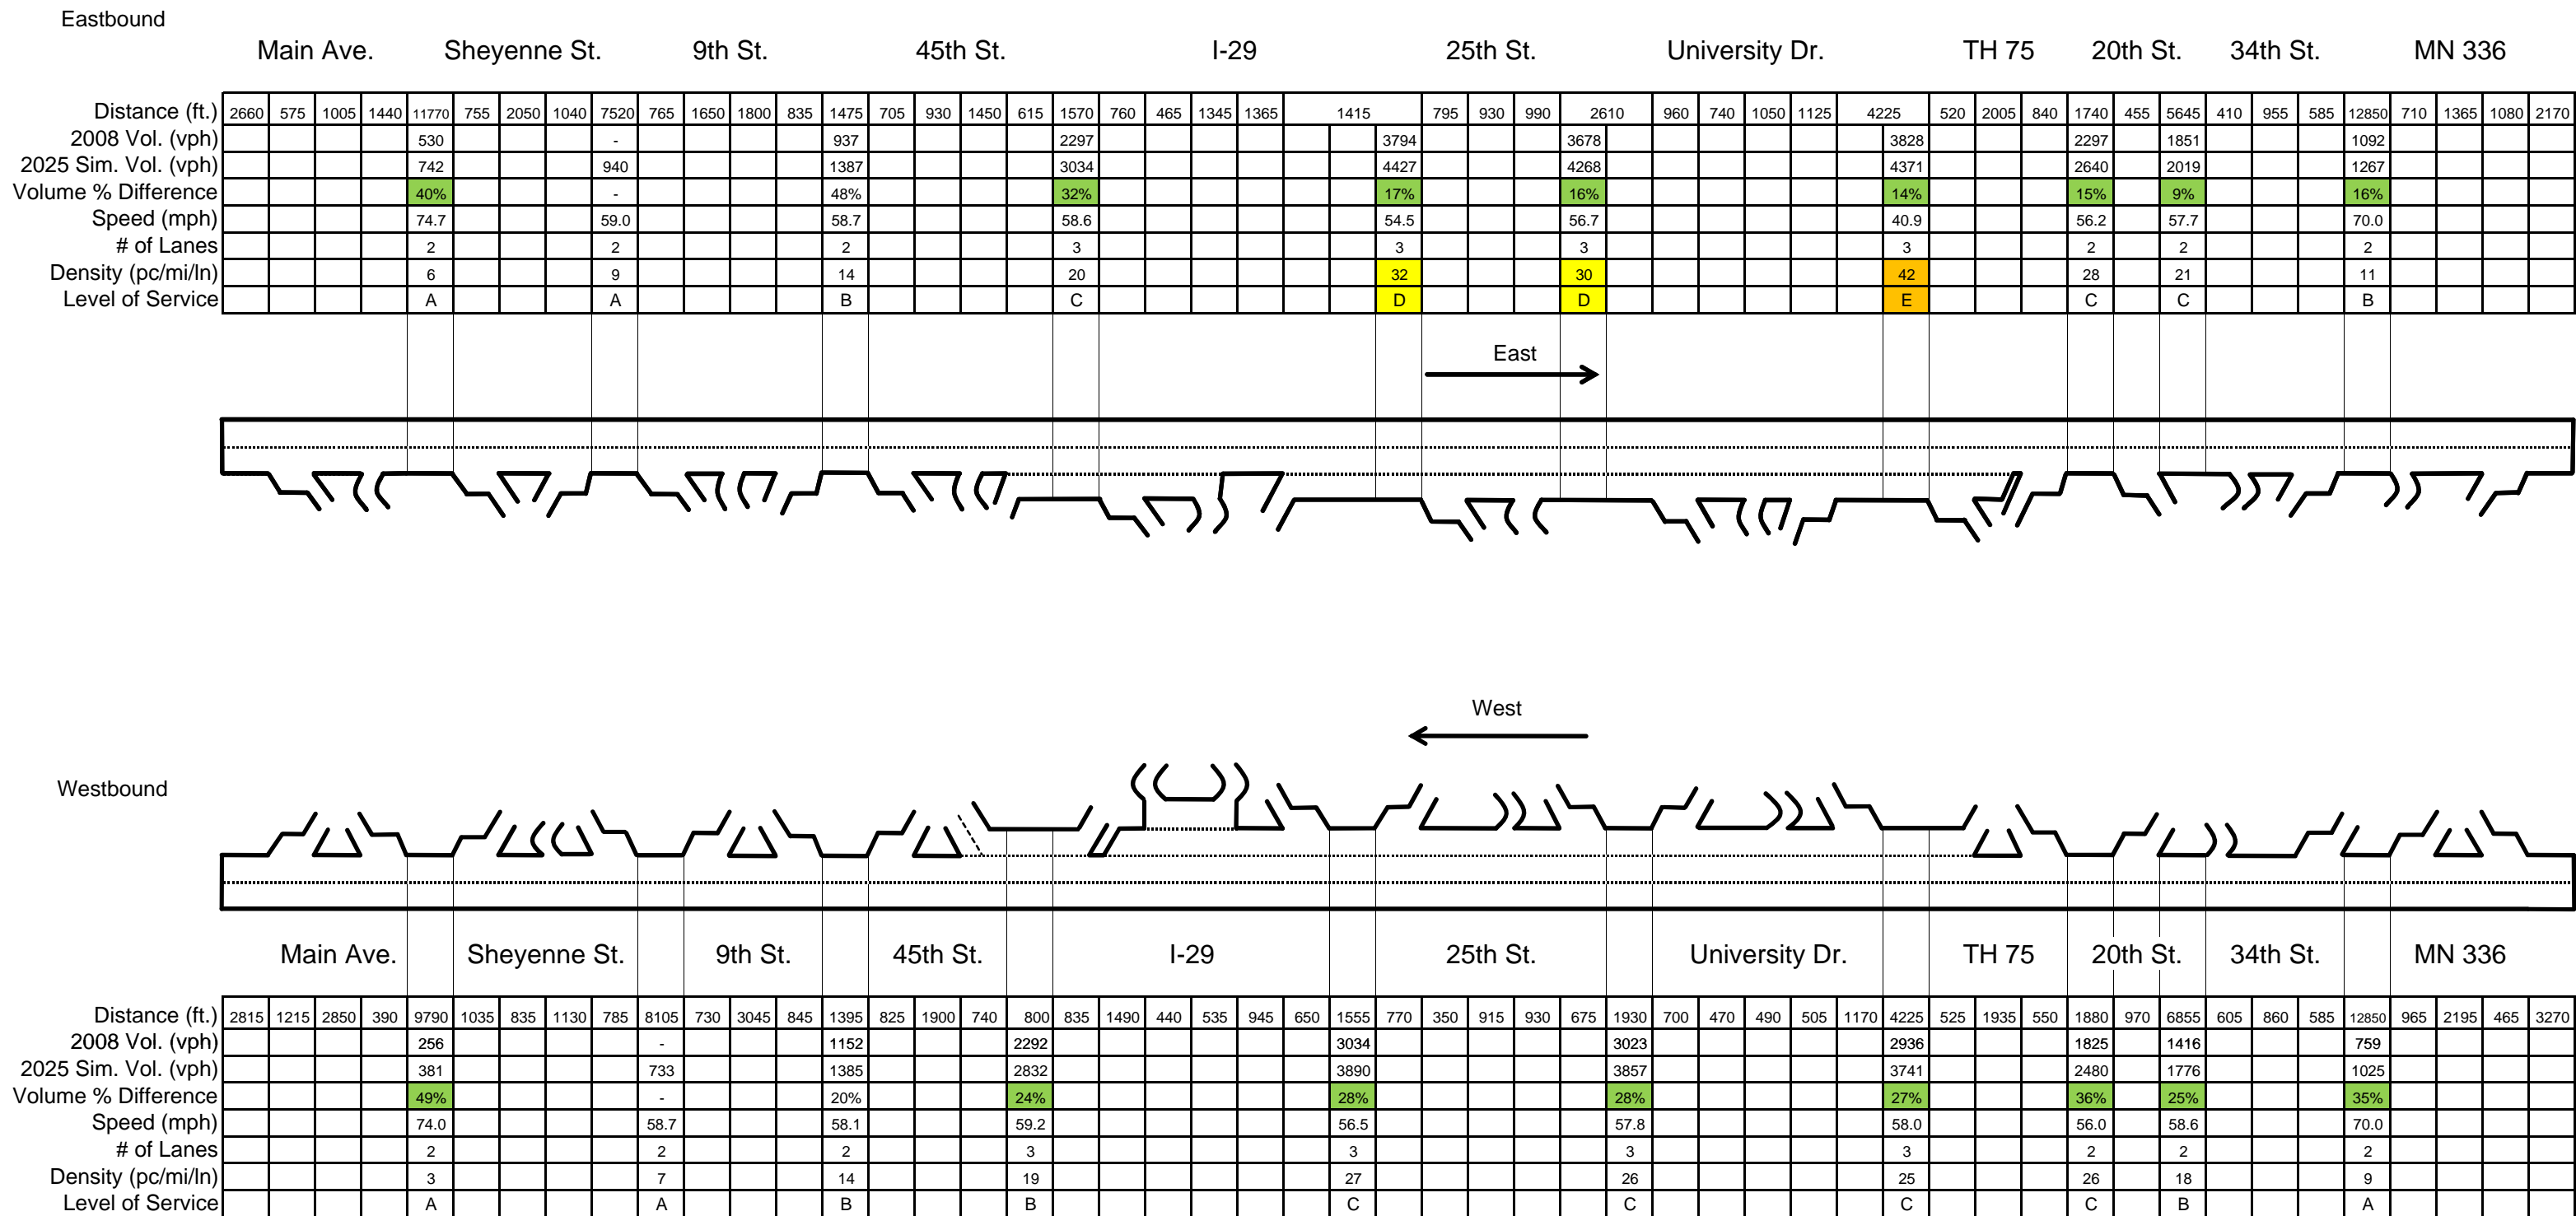 Eastbound
Main Ave. Sheyenne St. 9th St. 45th St. I-29 25th St. University Dr. TH 75 20th St. 34th St. MN 336
Distance (ft.) 2660 575 1005 1440 11770 755 2050 1040 7520 765 1650 1800 835 1475 705 930 1450 615 1570 760 465 1345 1365 1415 795 930 990 2610 960 740 1050 1125 4225 520 2005 840 1740 455 5645 410 955 585 12850 710 1365 1080 2170
2008 Vol. (vph) 530 - 937 2297 3794 3678 3828 2297 1851 1092
2025 Sim. Vol. (vph) 742 940 1387 3034 4427 4268 4371 2640 2019 1267
Volume % Difference 40% - 48% 32% 17% 16% 14% 15% 9% 16%
Speed (mph) 74.7 59.0 58.7 58.6 54.5 56.7 40.9 56.2 57.7 70.0
# of Lanes 2 2 2 3 3 3 3 2 2 2
Density (pc/mi/ln) 6 9 14 20 32 30 42 28 21 11
Level of Service A A B C D D E C C B
East
West
Westbound
Main Ave. Sheyenne St. 9th St. 45th St. I-29 25th St. University Dr. TH 75 20th St. 34th St. MN 336
Distance (ft.) 2815 1215 2850 390 9790 1035 835 1130 785 8105 730 3045 845 1395 825 1900 740 800 835 1490 440 535 945 650 1555 770 350 915 930 675 1930 700 470 490 505 1170 4225 525 1935 550 1880 970 6855 605 860 585 12850 965 2195 465 3270
2008 Vol. (vph) 256 - 1152 2292 3034 3023 2936 1825 1416 759
2025 Sim. Vol. (vph) 381 733 1385 2832 3890 3857 3741 2480 1776 1025
Volume % Difference 49% - 20% 24% 28% 28% 27% 36% 25% 35%
Speed (mph) 74.0 58.7 58.1 59.2 56.5 57.8 58.0 56.0 58.6 70.0
# of Lanes 2 2 2 3 3 3 3 2 2 2
Density (pc/mi/ln) 3 7 14 19 27 26 25 26 18 9
Level of Service A A B B C C C C B A